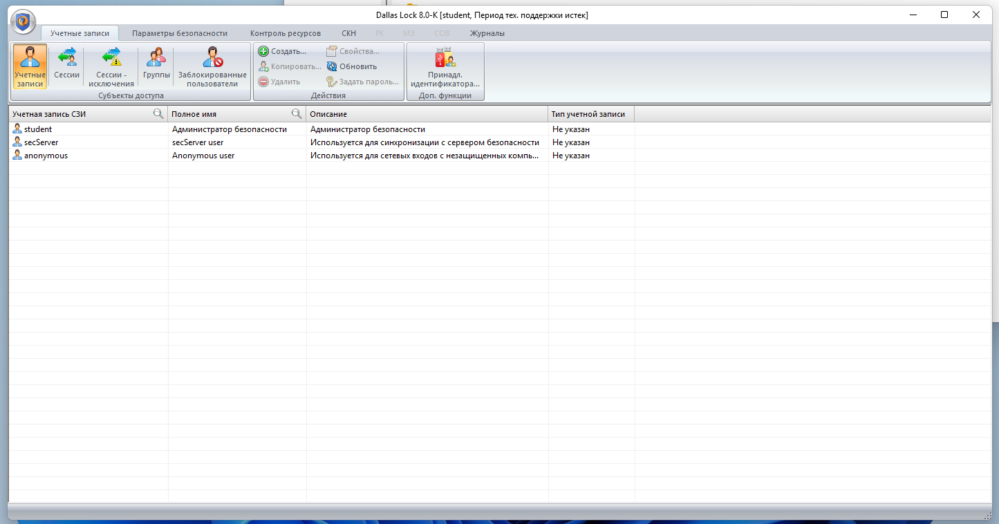 Dallas Lock 8.0-K [student, Период тех. поддержки истек]
Учетные записи Параметры безопасности Контроль ресурсов СКН РК МЭ СОВ Журналы
Учетные записи
Сессии
Сессии - исключения
Группы
Заблокированные пользователи
Субъекты доступа
Создать... Свойства...
Копировать... Обновить
Удалить Задать пароль...
Действия
Принадл. идентификатора...
Доп. функции
Учетная запись СЗИ Полное имя Описание Тип учетной записи
student Администратор безопасности Администратор безопасности Не указан
secServer secServer user Используется для синхронизации с сервером безопасности Не указан
anonymous Anonymous user Используется для сетевых входов с незащищенных компь... Не указан